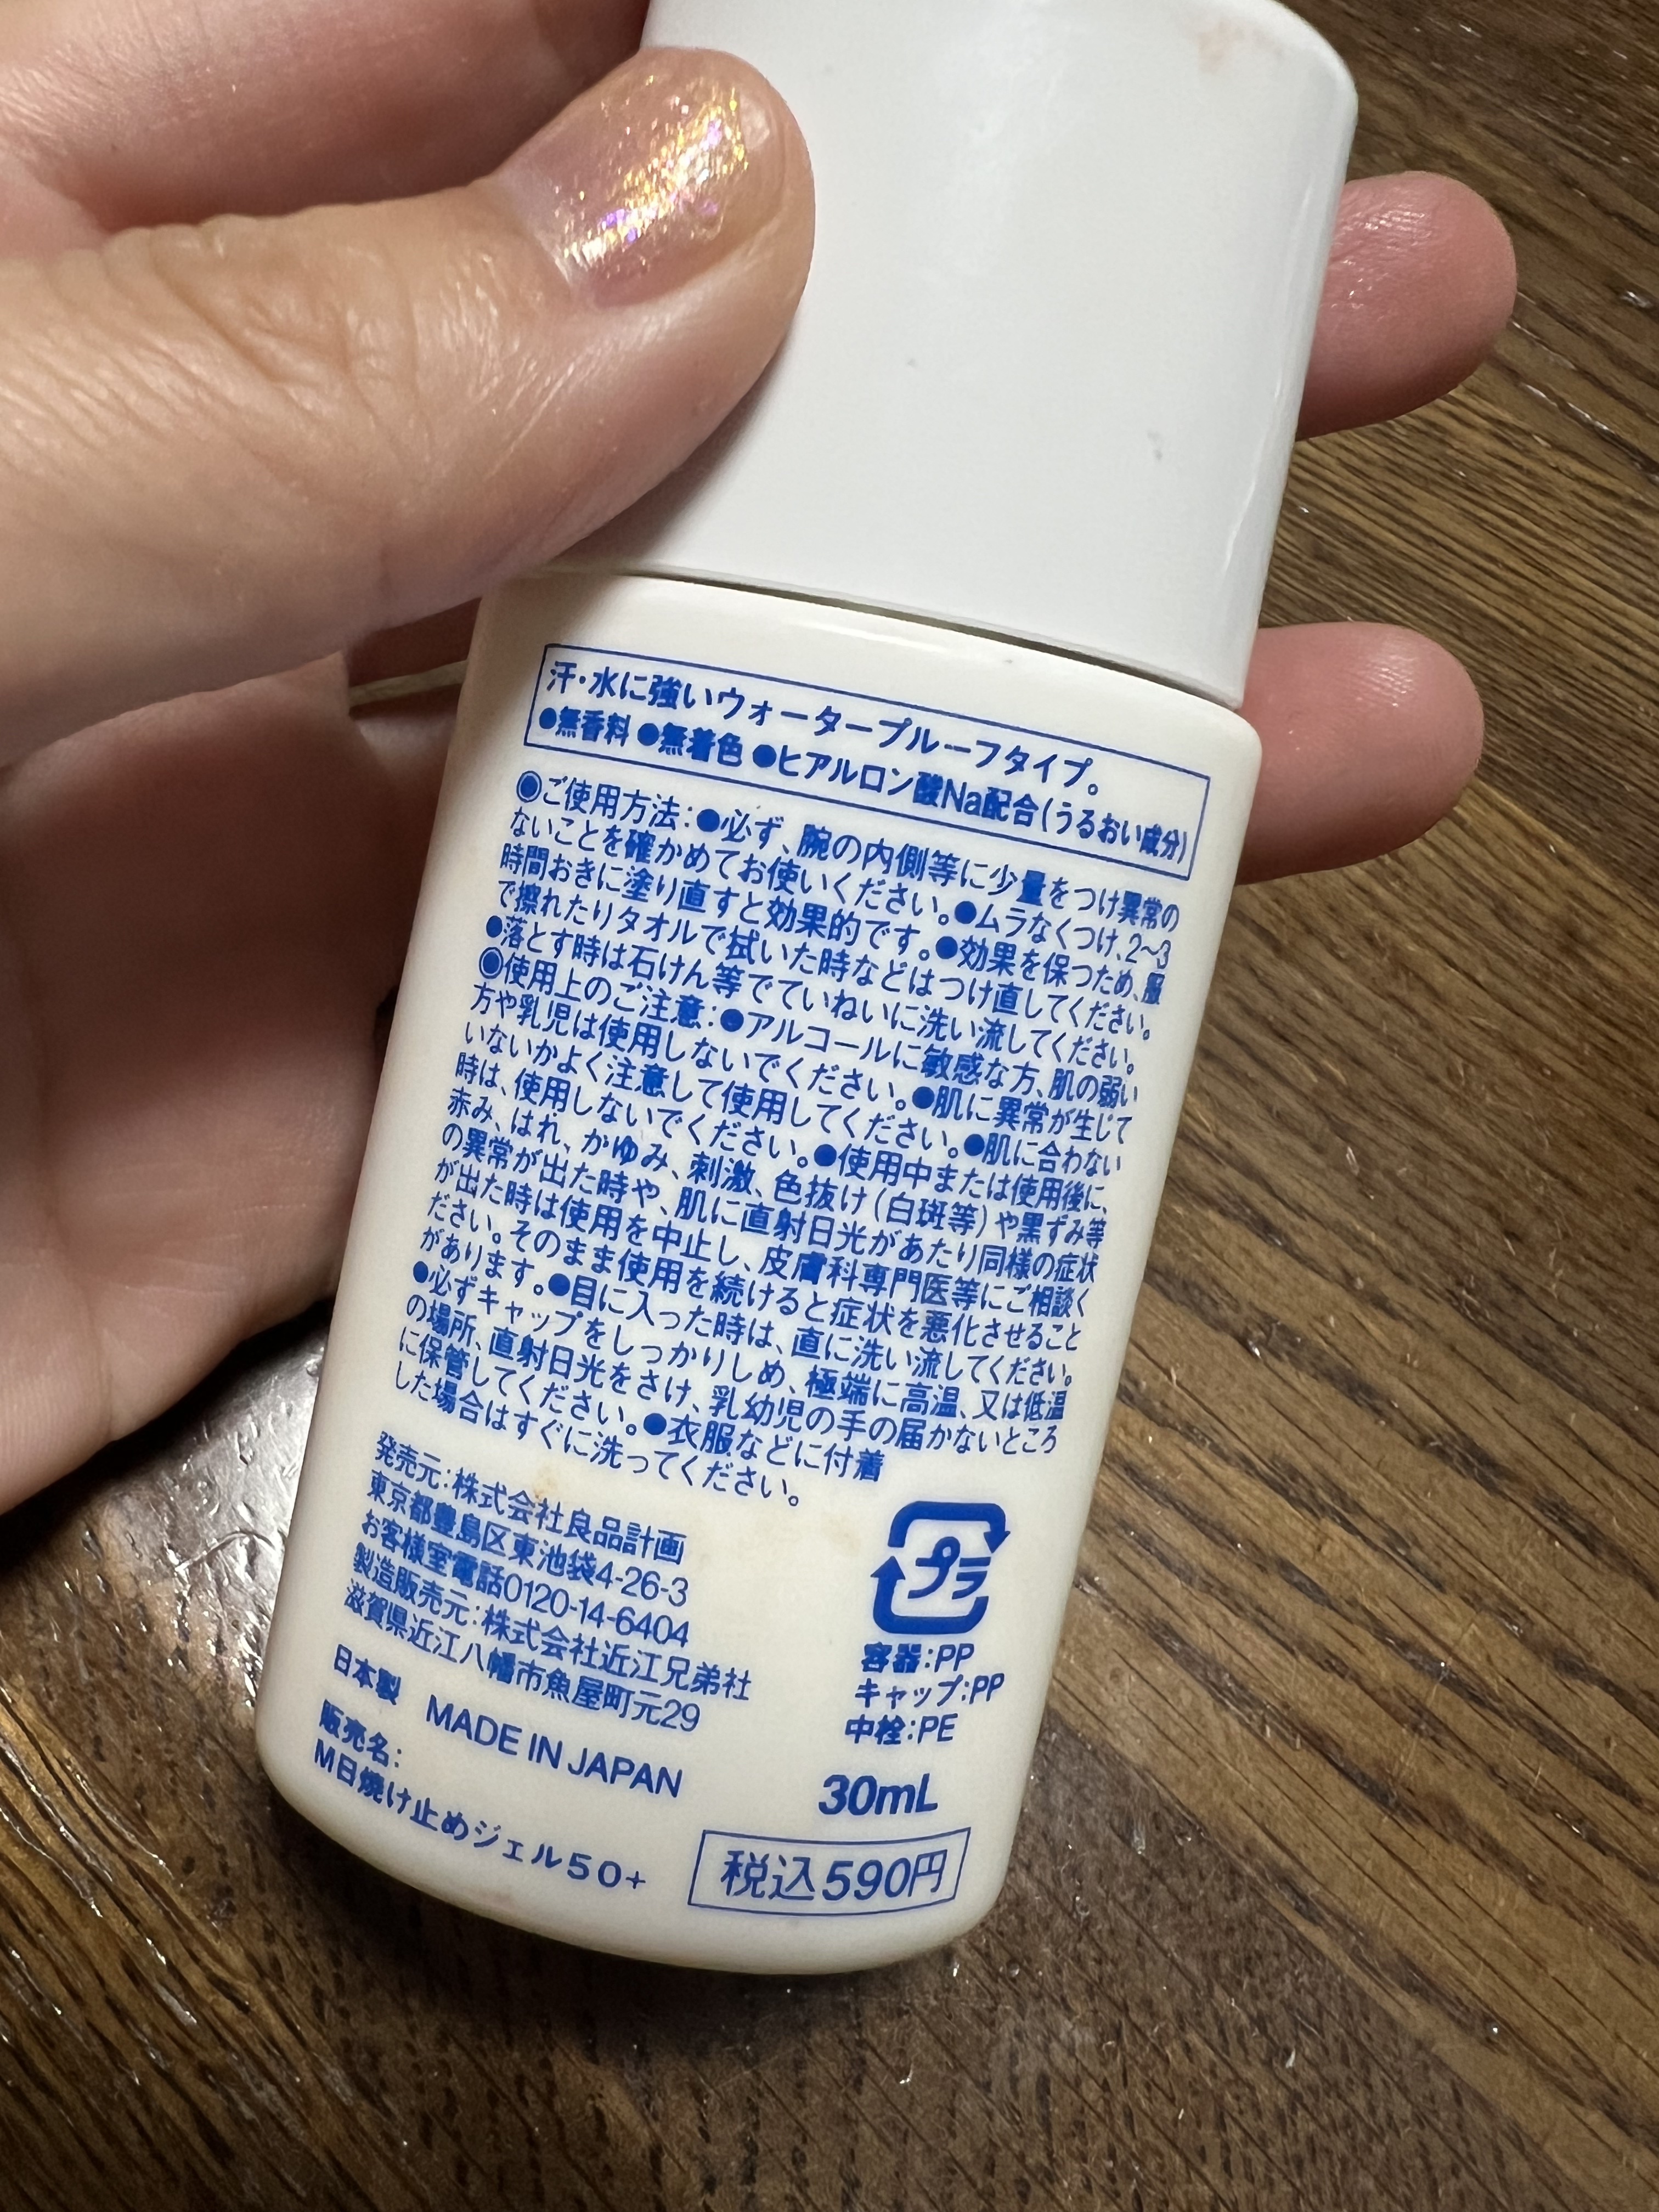 汗・水に強いウォータープルーフタイプ。
●無香料 ●無着色 ●ヒアルロン酸Na配合(うるおい成分)
◉ご使用方法:●必ず、腕の内側等に少量をつけ異常の
ないことを確かめてお使いください。●ムラなくつけ、2~3
時間おきに塗り直すと効果的です。●効果を保つため、服
で擦れたりタオルで拭いた時などはつけ直してください。
●落とす時は石けん等でていねいに洗い流してください。
◉使用上のご注意:●アルコールに敏感な方、肌の弱い
方や乳児は使用しないでください。●肌に異常が生じて
いないかよく注意して使用してください。●肌に合わない
時は、使用しないでください。●使用中または使用後に、
赤み、はれ、かゆみ、刺激、色抜け(白斑等)や黒ずみ等
の異常が出た時や、肌に直射日光があたり同様の症状
が出た時は使用を中止し、皮膚科専門医等にご相談く
ださい。そのまま使用を続けると症状を悪化させること
があります。●目に入った時は、直に洗い流してください。
●必ずキャップをしっかりしめ、極端に高温、又は低温
の場所、直射日光をさけ、乳幼児の手の届かないところ
に保管してください。●衣服などに付着
した場合はすぐに洗ってください。
発売元:株式会社良品計画
東京都豊島区東池袋4-26-3
お客様室電話0120-14-6404
製造販売元:株式会社近江兄弟社
滋賀県近江八幡市魚屋町元29
日本製 MADE IN JAPAN
販売名:
M日焼け止めジェル50+
プラ
容器:PP
キャップ:PP
中栓:PE
30mL
税込590円